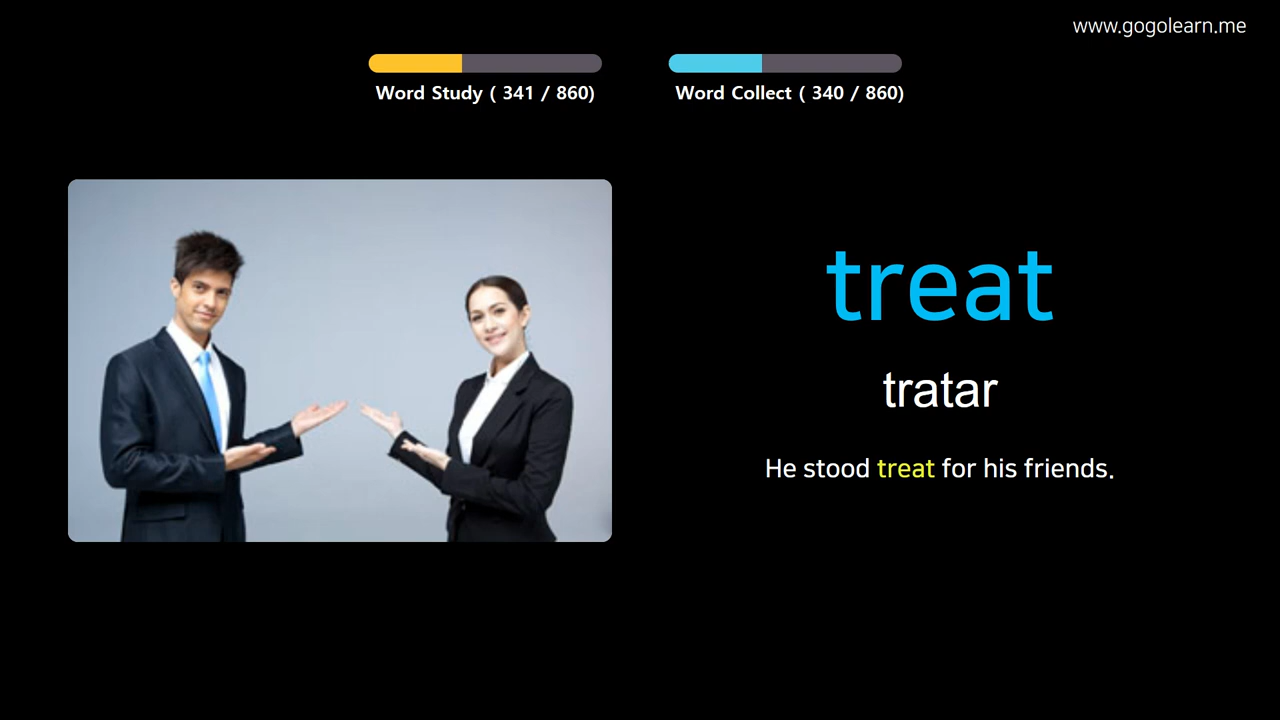 www.gogolearn.me
Word Study ( 341 / 860)
Word Collect ( 340 / 860)
treat
tratar
He stood treat for his friends.